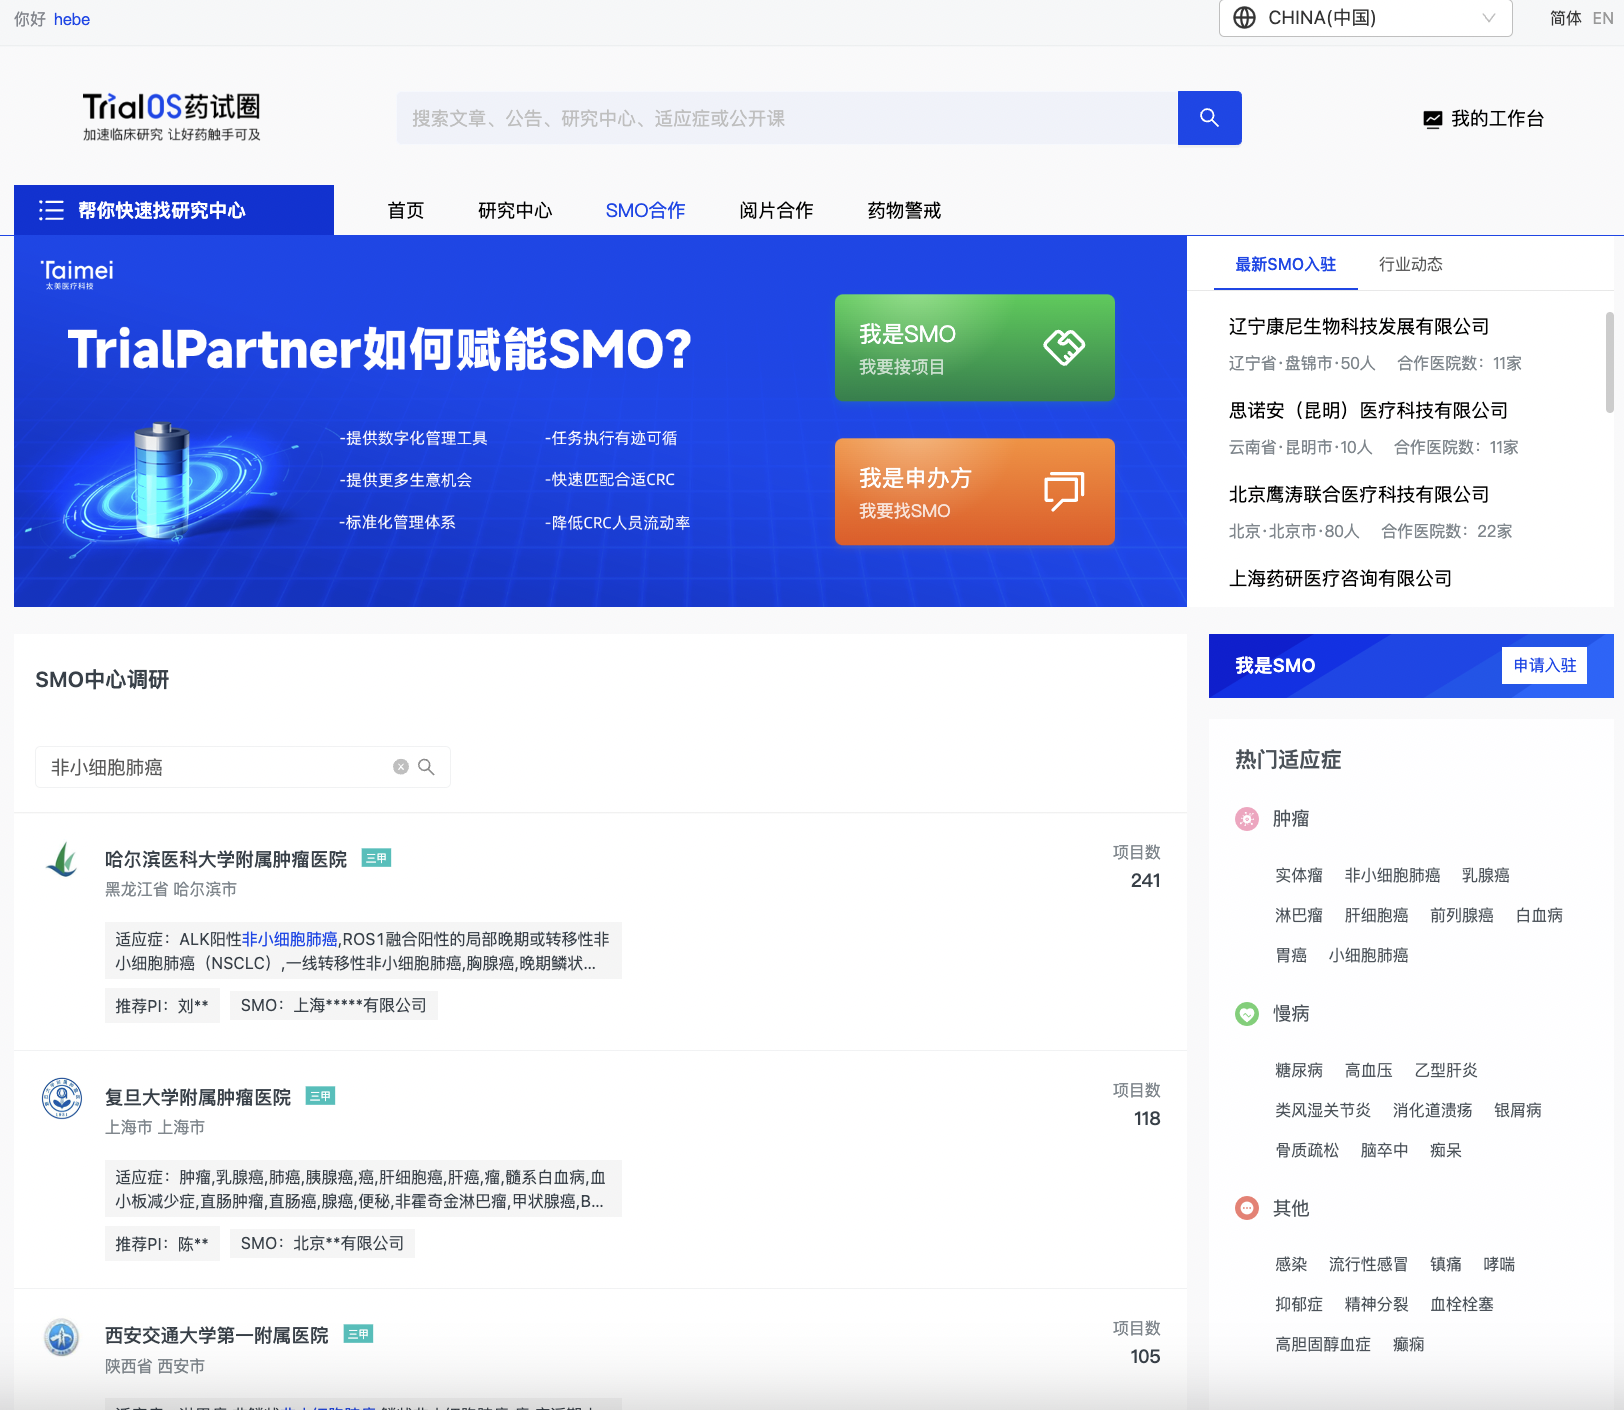 你好 hebe
CHINA(中国)
简体 EN
TrialOS药试圈
加速临床研究 让好药触手可及
搜索文章、公告、研究中心、适应症或公开课
我的工作台
帮你快速找研究中心
首页 研究中心 SMO合作 阅片合作 药物警戒
Taimei
太美医疗科技
TrialPartner如何赋能SMO?
-提供数字化管理工具 -任务执行有迹可循
-提供更多生意机会 -快速匹配合适CRC
-标准化管理体系 -降低CRC人员流动率
我是SMO
我要接项目
我是申办方
我要找SMO
最新SMO入驻 行业动态
辽宁康尼生物科技发展有限公司
辽宁省·盘锦市·50人 合作医院数：11家
思诺安（昆明）医疗科技有限公司
云南省·昆明市·10人 合作医院数：11家
北京鹰涛联合医疗科技有限公司
北京·北京市·80人 合作医院数：22家
上海药研医疗咨询有限公司
SMO中心调研
非小细胞肺癌
哈尔滨医科大学附属肿瘤医院 三甲
黑龙江省 哈尔滨市
项目数
241
适应症：ALK阳性非小细胞肺癌,ROS1融合阳性的局部晚期或转移性非
小细胞肺癌（NSCLC）,一线转移性非小细胞肺癌,胸腺癌,晚期鳞状...
推荐PI：刘** SMO：上海*****有限公司
复旦大学附属肿瘤医院 三甲
上海市 上海市
项目数
118
适应症：肿瘤,乳腺癌,肺癌,胰腺癌,癌,肝细胞癌,肝癌,瘤,髓系白血病,血
小板减少症,直肠肿瘤,直肠癌,腺癌,便秘,非霍奇金淋巴瘤,甲状腺癌,B...
推荐PI：陈** SMO：北京**有限公司
西安交通大学第一附属医院 三甲
陕西省 西安市
项目数
105
我是SMO
申请入驻
热门适应症
肿瘤
实体瘤 非小细胞肺癌 乳腺癌
淋巴瘤 肝细胞癌 前列腺癌 白血病
胃癌 小细胞肺癌
慢病
糖尿病 高血压 乙型肝炎
类风湿关节炎 消化道溃疡 银屑病
骨质疏松 脑卒中 痴呆
其他
感染 流行性感冒 镇痛 哮喘
抑郁症 精神分裂 血栓栓塞
高胆固醇血症 癫痫